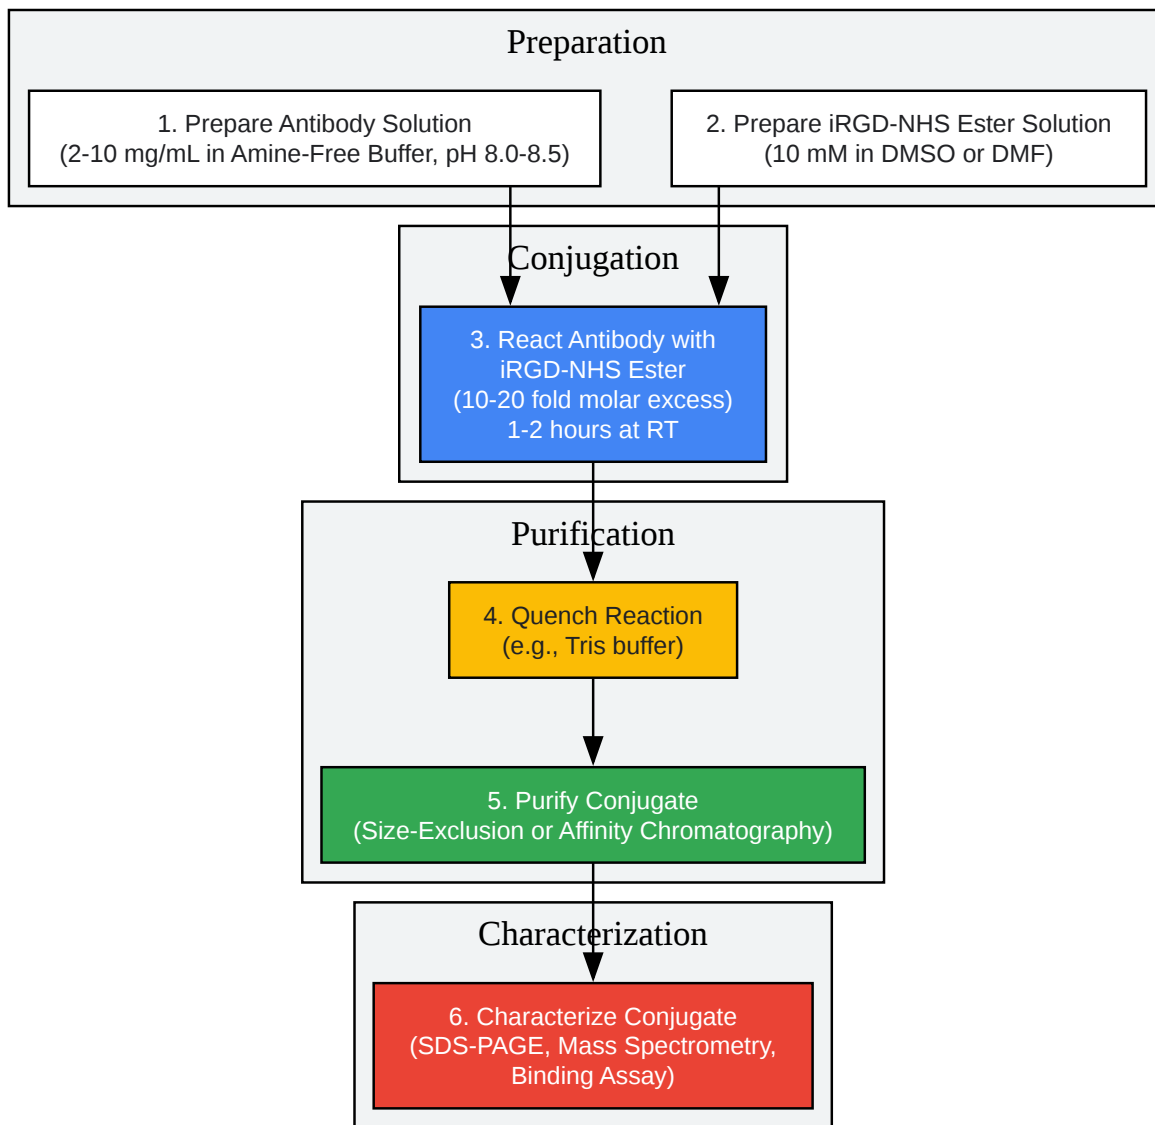 Preparation
1. Prepare Antibody Solution
(2-10 mg/mL in Amine-Free Buffer, pH 8.0-8.5)
2. Prepare iRGD-NHS Ester Solution
(10 mM in DMSO or DMF)
Conjugation
3. React Antibody with
iRGD-NHS Ester
(10-20 fold molar excess)
1-2 hours at RT
Purification
4. Quench Reaction
(e.g., Tris buffer)
5. Purify Conjugate
(Size-Exclusion or Affinity Chromatography)
Characterization
6. Characterize Conjugate
(SDS-PAGE, Mass Spectrometry,
Binding Assay)